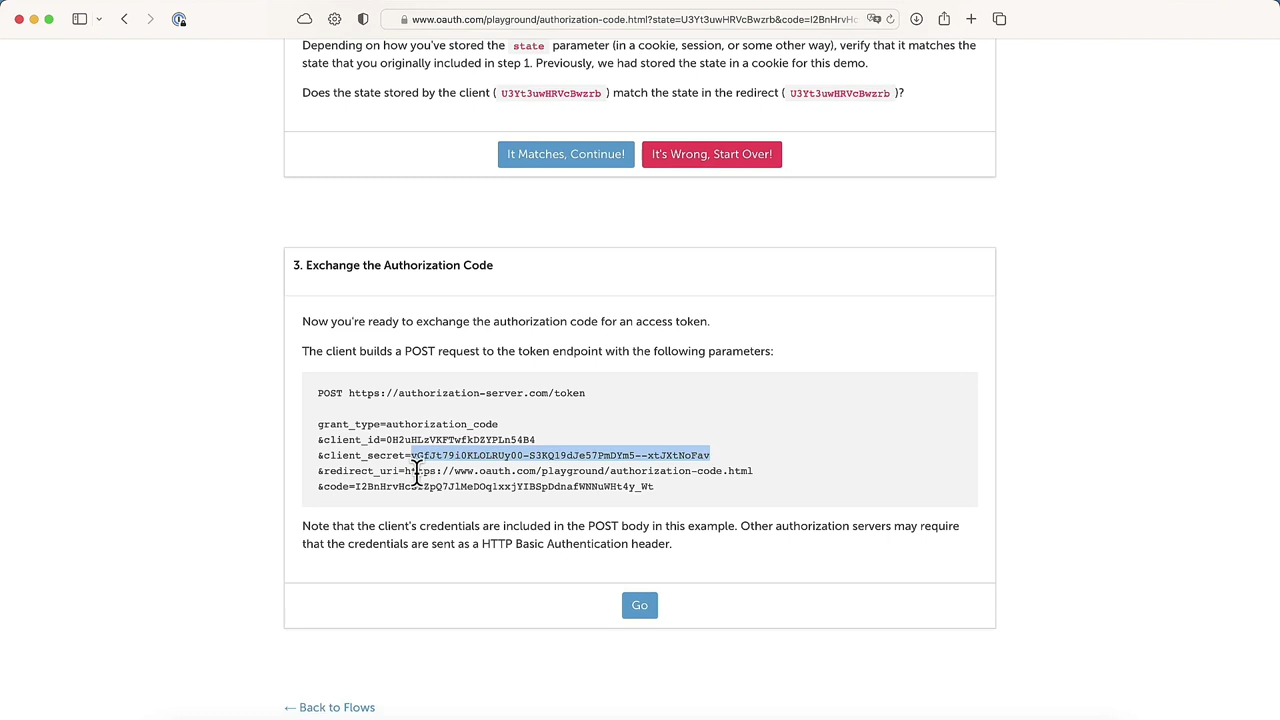 www.oauth.com/playground/authorization-code.html?state=U3Yt3uwHRVcBwzrb&code=I2BnHrvHc
Depending on how you've stored the state parameter (in a cookie, session, or some other way), verify that it matches the
state that you originally included in step 1. Previously, we had stored the state in a cookie for this demo.
Does the state stored by the client ( U3Yt3uwHRVcBwzrb ) match the state in the redirect ( U3Yt3uwHRVcBwzrb )?
It Matches, Continue! It's Wrong, Start Over!
3. Exchange the Authorization Code
Now you're ready to exchange the authorization code for an access token.
The client builds a POST request to the token endpoint with the following parameters:
POST https://authorization-server.com/token
grant_type=authorization_code
&client_id=0H2uHLzVKFTwfkDZYPLn54B4
&client_secret=vGfJt79i0KLOLRUy00-S3KQ19dJe57PmDYm5--xtJXtNoFav
&redirect_uri=https://www.oauth.com/playground/authorization-code.html
Note that the client's credentials are included in the POST body in this example. Other authorization servers may require
that the credentials are sent as a HTTP Basic Authentication header.
Go
← Back to Flows